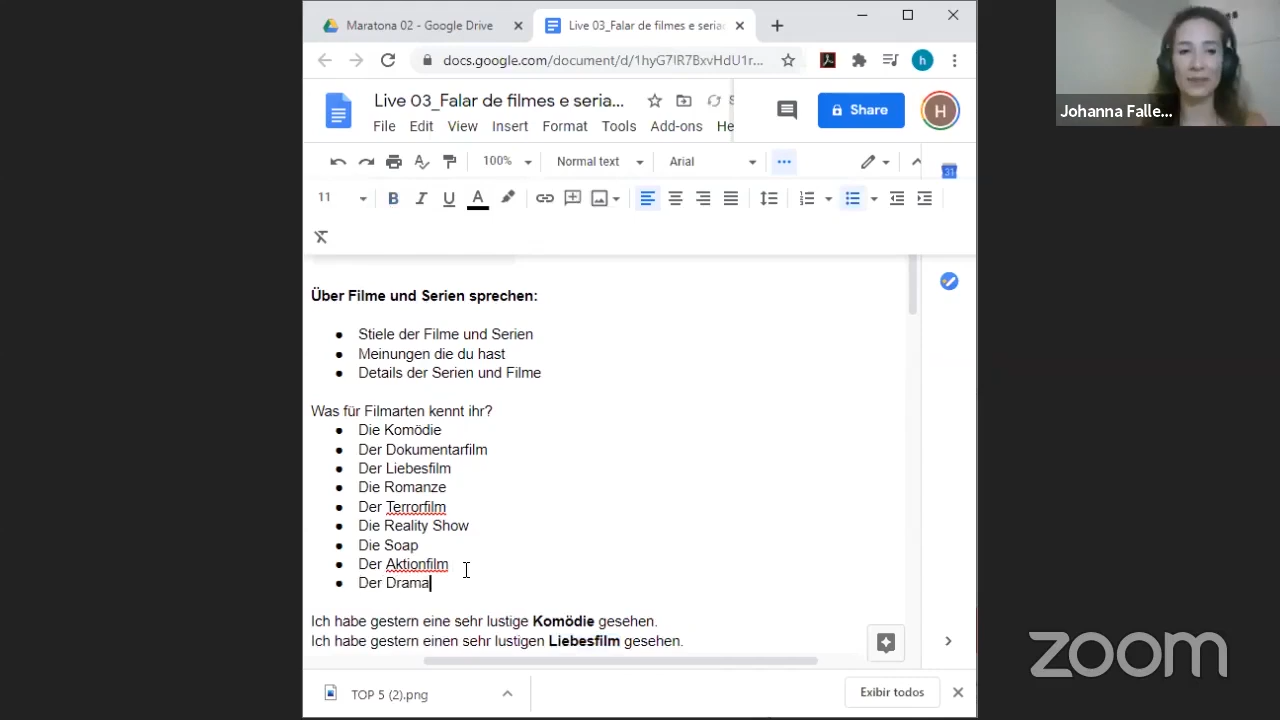 Maratona 02 - Google Drive
Live 03_Falar de filmes e seriad
docs.google.com/document/d/1hyG7lR7BxvHdU1r...
h
Live 03_Falar de filmes e seria...
S
Share
H
File Edit View Insert Format Tools Add-ons He
100% Normal text Arial
31
11 B I U A
Über Filme und Serien sprechen:
Stiele der Filme und Serien
Meinungen die du hast
Details der Serien und Filme
Was für Filmarten kennt ihr?
Die Komödie
Der Dokumentarfilm
Der Liebesfilm
Die Romanze
Der Terrorfilm
Die Reality Show
Die Soap
Der Aktionfilm
Der Drama
Ich habe gestern eine sehr lustige Komödie gesehen.
Ich habe gestern einen sehr lustigen Liebesfilm gesehen.
TOP 5 (2).png
Exibir todos
Johanna Falle...
zoom